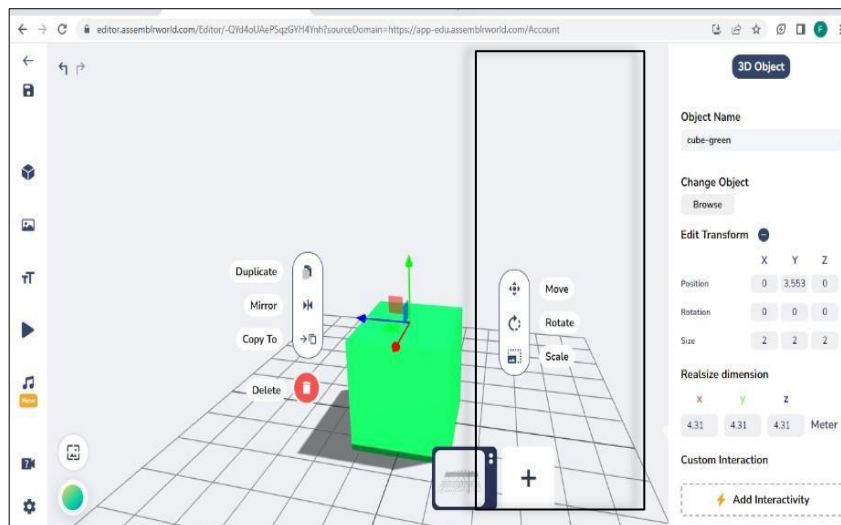 editor.assemblrworld.com/Editor/-QYd4oUAePSqzGYH4Ynh?sourceDomain=https://app-edu.assemblrworld.com/Account
F
3D Object
Object Name
cube-green
Change Object
Browse
Edit Transform
X Y Z
Position 0 3,553 0
Rotation 0 0 0
Size 2 2 2
Realsize dimension
x y z
4.31 4.31 4.31 Meter
Custom Interaction
Add Interactivity
Duplicate
Mirror
Copy To
Delete
Move
Rotate
Scale
TT
New
+